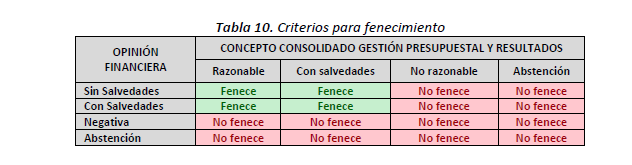 Tabla 10. Criterios para fenecimiento
OPINIÓN FINANCIERA CONCEPTO CONSOLIDADO GESTIÓN PRESUPUESTAL Y RESULTADOS
Razonable Con salvedades No razonable Abstención
Sin Salvedades Fenece Fenece No fenece No fenece
Con Salvedades Fenece Fenece No fenece No fenece
Negativa No fenece No fenece No fenece No fenece
Abstención No fenece No fenece No fenece No fenece